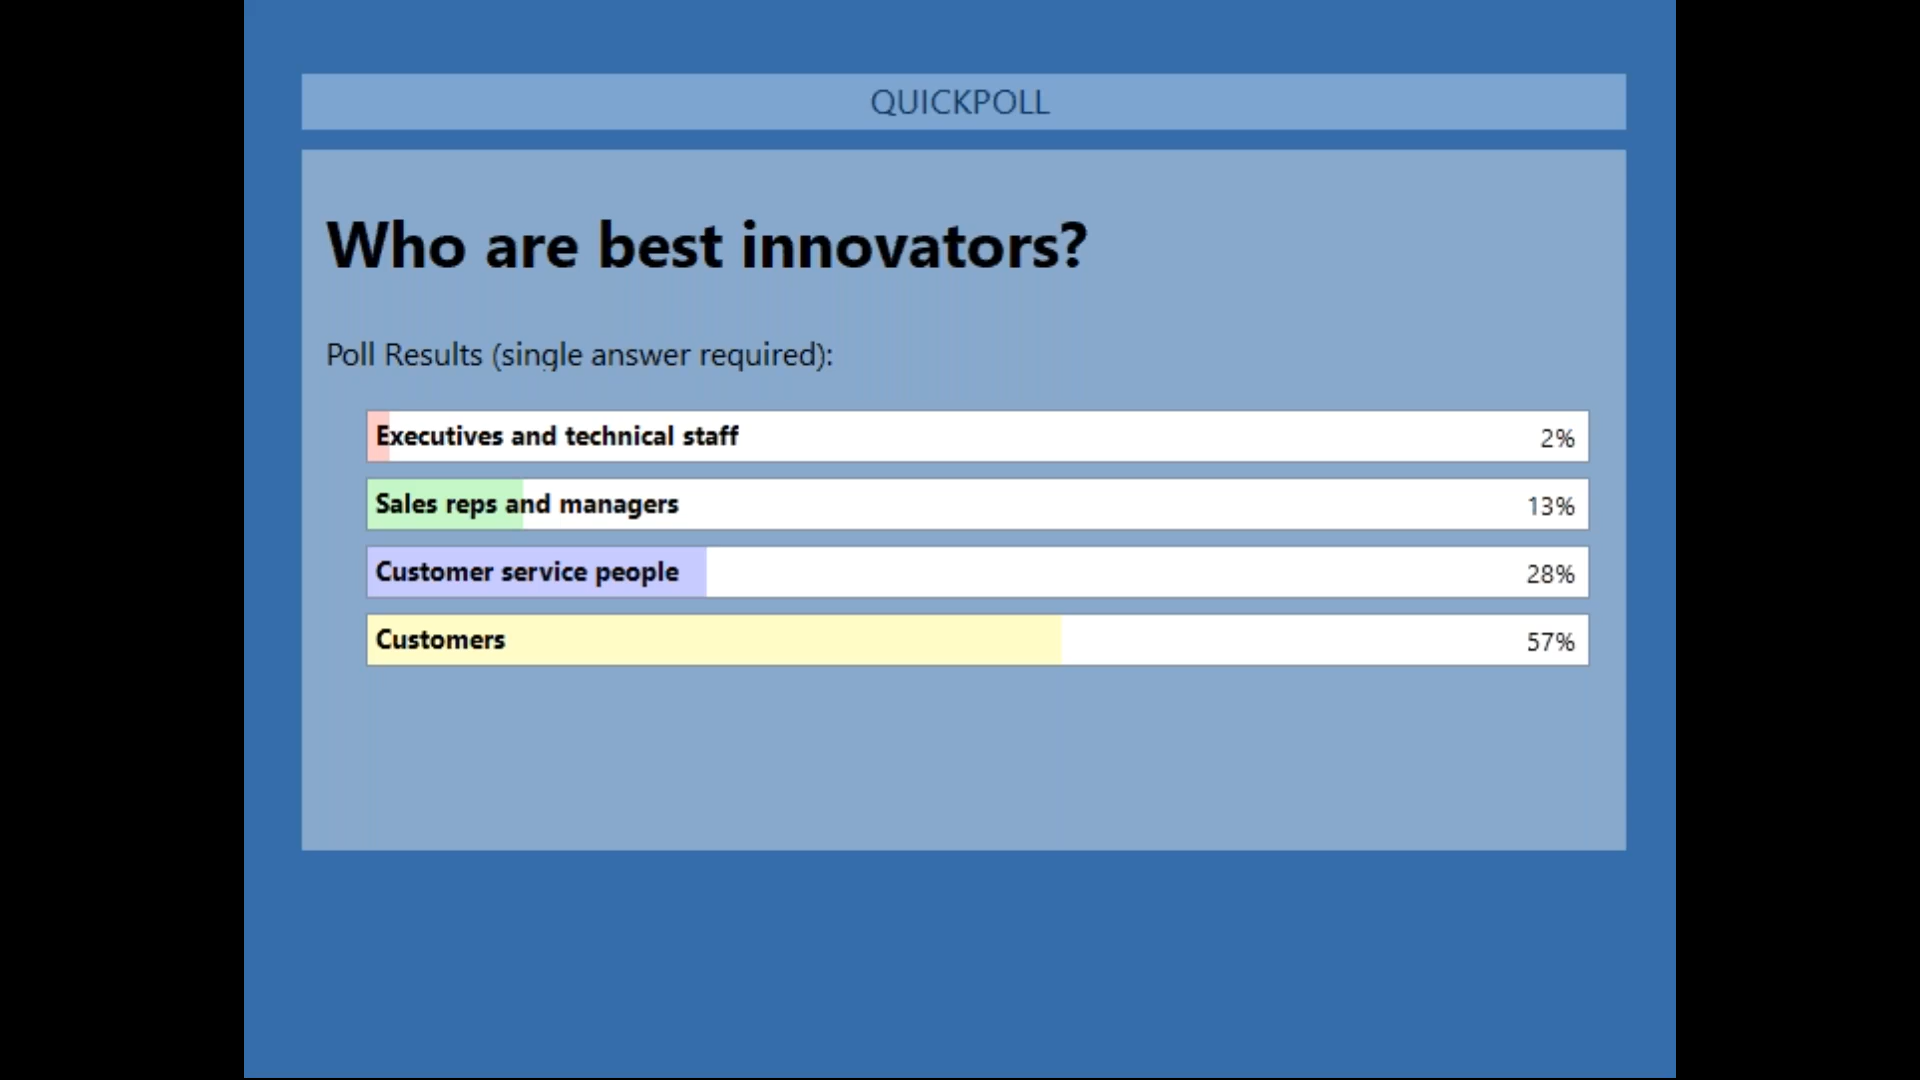 QUICKPOLL
Who are best innovators?
Poll Results (single answer required):
Executives and technical staff 2%
Sales reps and managers 13%
Customer service people 28%
Customers 57%